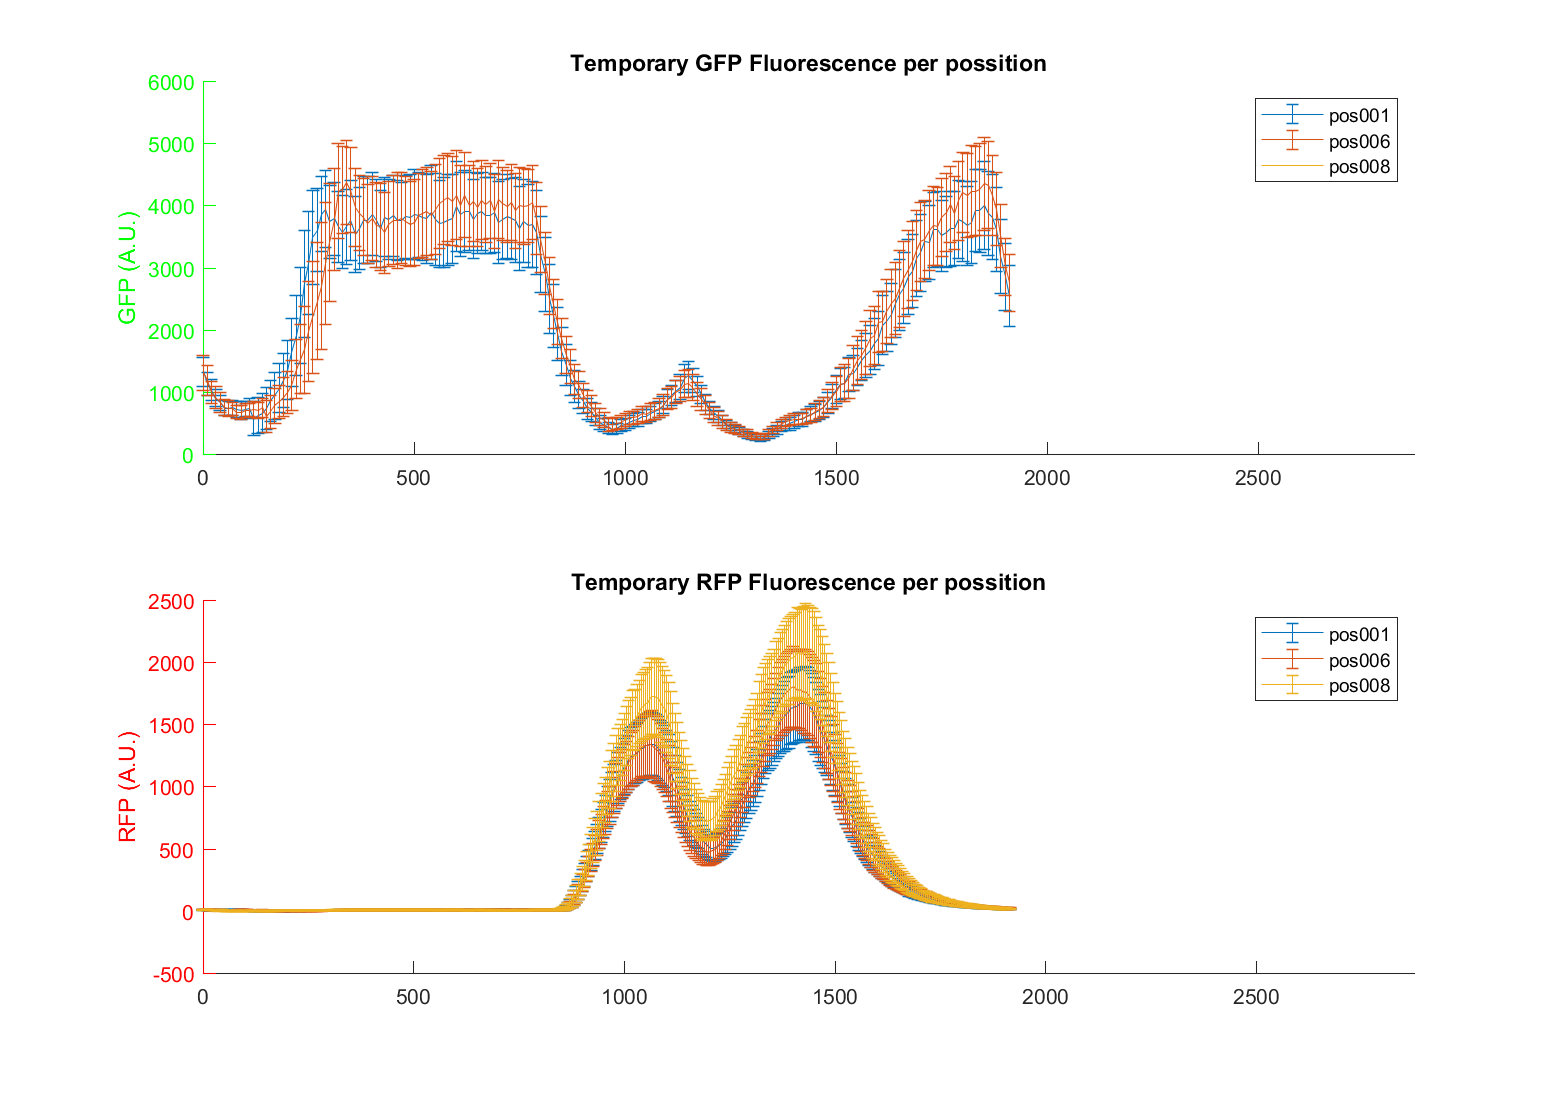 Temporary GFP Fluorescence per possition
6000
5000
4000
3000
2000
1000
0
GFP (A.U.)
0 500 1000 1500 2000 2500
pos001
pos006
pos008
Temporary RFP Fluorescence per possition
2500
2000
1500
1000
500
0
-500
RFP (A.U.)
0 500 1000 1500 2000 2500
pos001
pos006
pos008